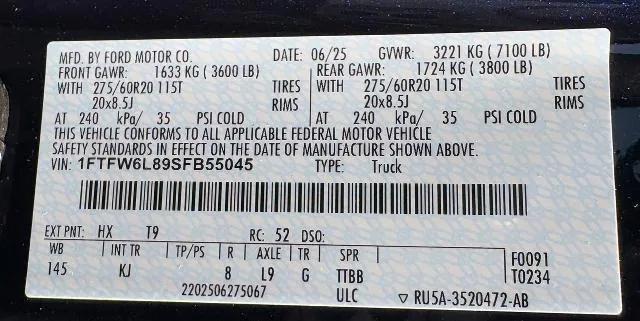 MFD. BY FORD MOTOR CO. DATE: 06/25 GVWR: 3221 KG ( 7100 LB)
FRONT GAWR: 1633 KG ( 3600 LB) REAR GAWR: 1724 KG ( 3800 LB)
WITH 275/60R20 115T TIRES WITH 275/60R20 115T TIRES
20x8.5J RIMS 20x8.5J RIMS
AT 240 kPa/ 35 PSI COLD AT 240 kPa/ 35 PSI COLD
THIS VEHICLE CONFORMS TO ALL APPLICABLE FEDERAL MOTOR VEHICLE
SAFETY STANDARDS IN EFFECT ON THE DATE OF MANUFACTURE SHOWN ABOVE.
VIN: 1FTFW6L89SFB55045 TYPE: Truck
EXT PNT: HX T9 RC: 52 DSO:
WB INT TR TP/PS R AXLE TR SPR F0091
145 KJ 8 L9 G TTBB T0234
2202506275067 ULC ▽ RU5A-3520472-AB